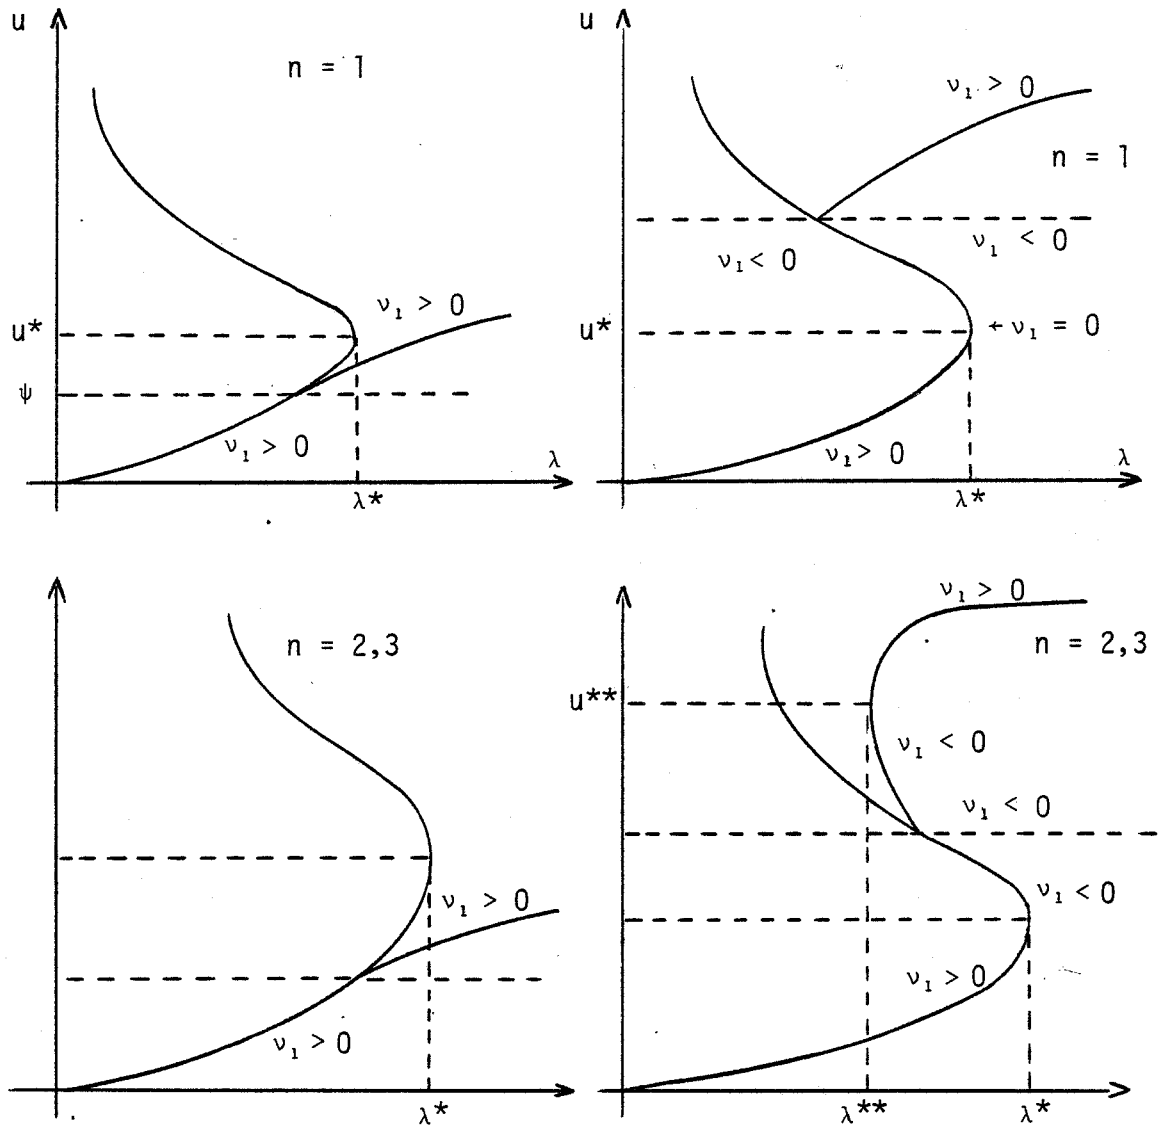 u
n = 1
ν₁ > 0
u*
ψ
ν₁ > 0
λ
λ*
u
ν₁ > 0
n = 1
ν₁ < 0
ν₁ < 0
u*
←ν₁ = 0
ν₁ > 0
λ
λ*
n = 2,3
ν₁ > 0
ν₁ > 0
λ*
ν₁ > 0
n = 2,3
u**
ν₁ < 0
ν₁ < 0
ν₁ < 0
ν₁ > 0
λ**
λ*